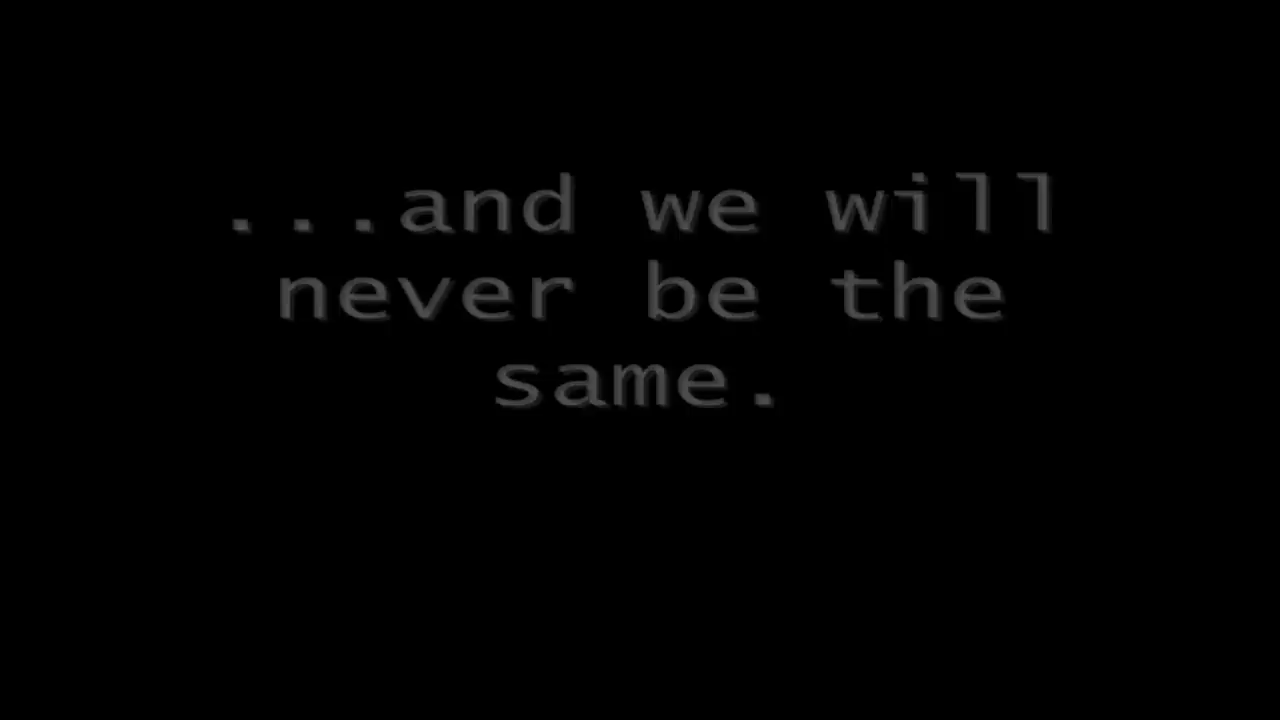 ...and we will
never be the
same.